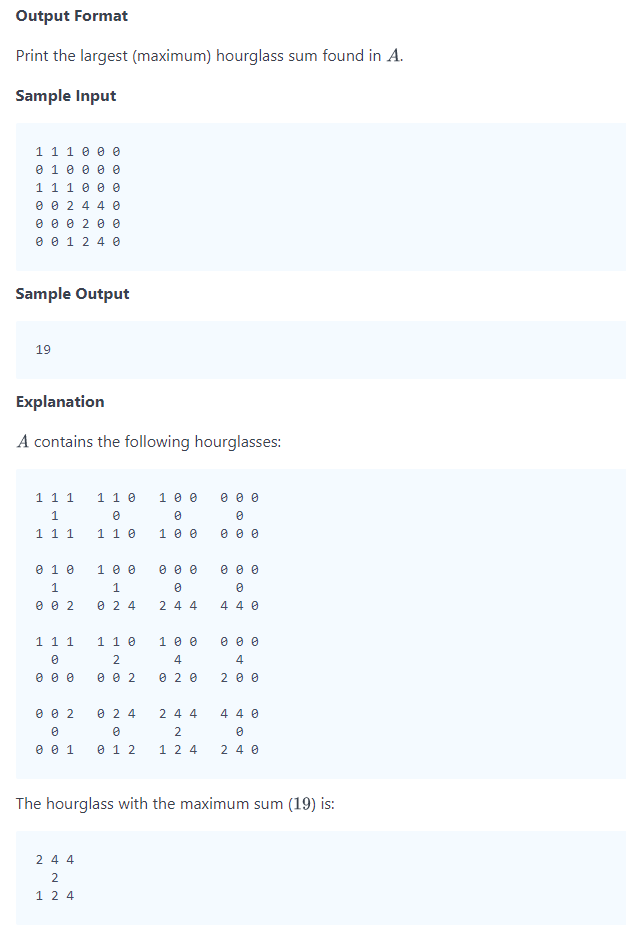 Output Format
Print the largest (maximum) hourglass sum found in A.
Sample Input
1 1 1 0 0 0
0 1 0 0 0 0
1 1 1 0 0 0
0 0 2 4 4 0
0 0 0 2 0 0
0 0 1 2 4 0
Sample Output
19
Explanation
A contains the following hourglasses:
1 1 1   1 1 0   1 0 0   0 0 0
  1       0       0       0
1 1 1   1 1 0   1 0 0   0 0 0
0 1 0   1 0 0   0 0 0   0 0 0
  1       1       0       0
0 0 2   0 2 4   2 4 4   4 4 0
1 1 1   1 1 0   1 0 0   0 0 0
  0       2       4       4
0 0 0   0 0 2   0 2 0   2 0 0
0 0 2   0 2 4   2 4 4   4 4 0
  0       0       2       0
0 0 1   0 1 2   1 2 4   2 4 0
The hourglass with the maximum sum (19) is:
2 4 4
  2
1 2 4